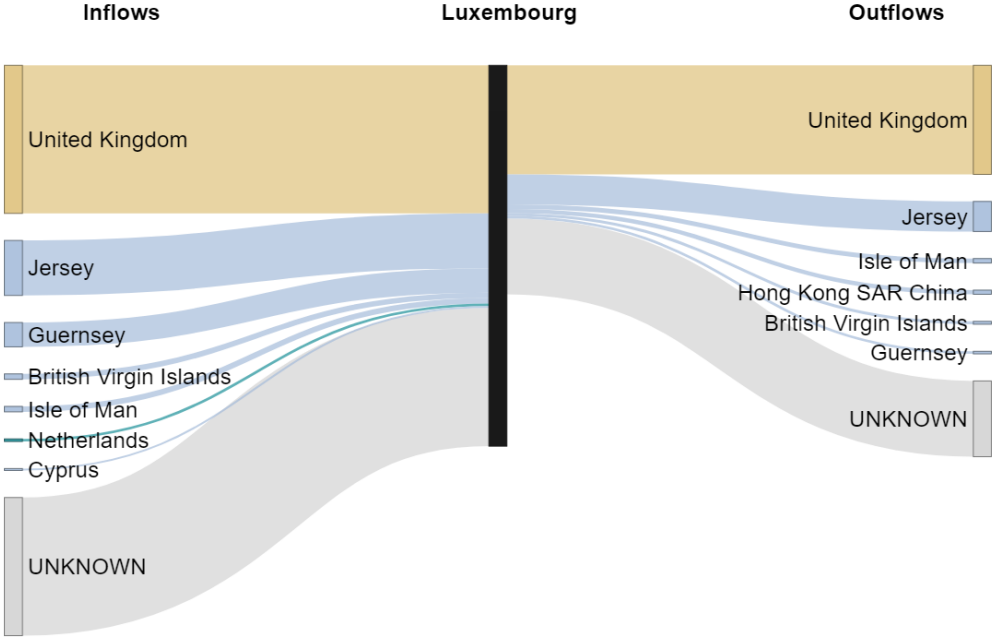 Inflows
Luxembourg
Outflows
United Kingdom
Jersey
Guernsey
British Virgin Islands
Isle of Man
Netherlands
Cyprus
UNKNOWN
United Kingdom
Jersey
Isle of Man
Hong Kong SAR China
British Virgin Islands
Guernsey
UNKNOWN